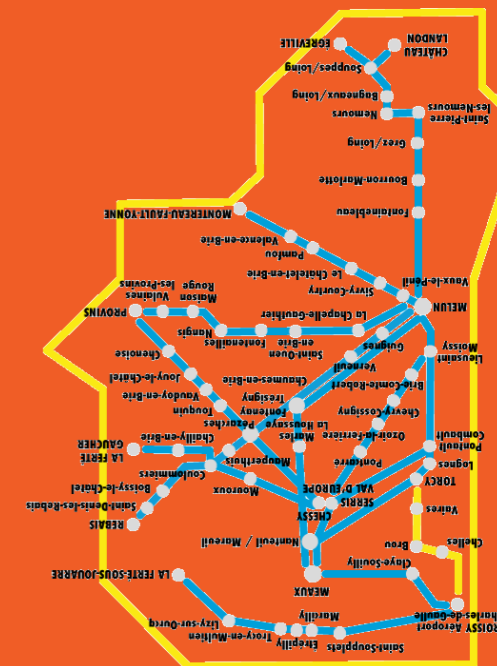 Saint-Soupplets
Étrépilly
Marcilly
Trocy-en-Multien
Lizy-sur-Ourcq
ROISSY Aéroport
Charles-de-Gaulle
MEAUX
LA FERTÉ-SOUS-JOUARRE
Claye-Souilly
Chelles
Brou
Nanteuil / Mareuil
Vaires
CHESSY
SERRIS
VAL D'EUROPE
REBAIS
Saint-Denis-les-Rebais
Boissy-le-Chatel
TORCY
Lognes
Mouroux
Coulommiers
Pontcarré
Mauperthuis
Chailly-en-Brie
LA FERTÉ
GAUCHER
Pontault
Combault
Ozoir-la-Ferrière
Marles
La Houssaye
Pézarches
Touquin
Chevry-Cossigny
Fontenay
Trésigny
Vaudoy-en-Brie
Brie-Comte-Robert
Chaumes-en-Brie
Jouy-le-Chatel
Lieusaint
Moissy
Verneuil
Guignes
Chenoise
Saint-Ouen
en-Brie
Fontenailles
Nangis
MELUN
La Chapelle-Gauthier
Maison
Rouge
Vulaines
les-Provins
PROVINS
Vaux-le-Pénil
Sivry-Courtry
Le Châtelet-en-Brie
Pamfou
Valence-en-Brie
MONTEREAU-FAULT-YONNE
Fontainebleau
Bourron-Marlotte
Grez/Loing
Saint-Pierre
les-Nemours
Nemours
Bagneaux/Loing
Souppes/Loing
CHÂTEAU
LANDON
ÉGREVILLE